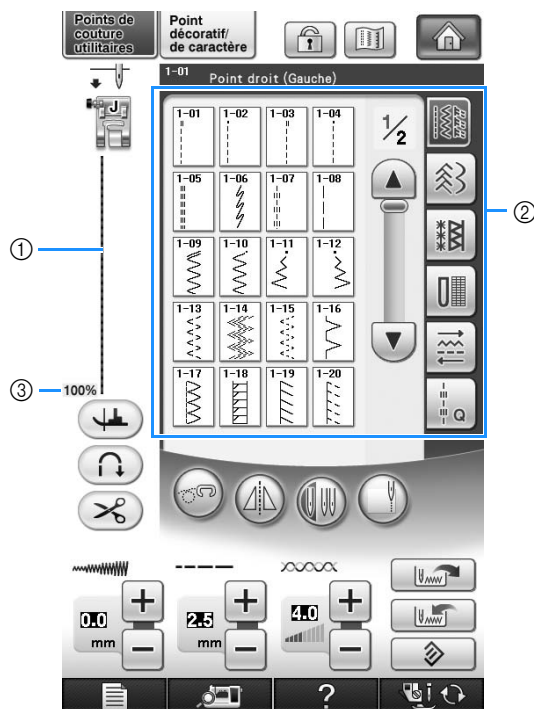 Points de
couture
utilitaires
Point
décoratif/
de caractère
1-01 Point droit (Gauche)
J
1-01 1-02 1-03 1-04
1/2
1-05 1-06 1-07 1-08
②
①
1-09 1-10 1-11 1-12
1-13 1-14 1-15 1-16
③ 100%
1-17 1-18 1-19 1-20
Q
0.0
mm
2.5
mm
4.0
?